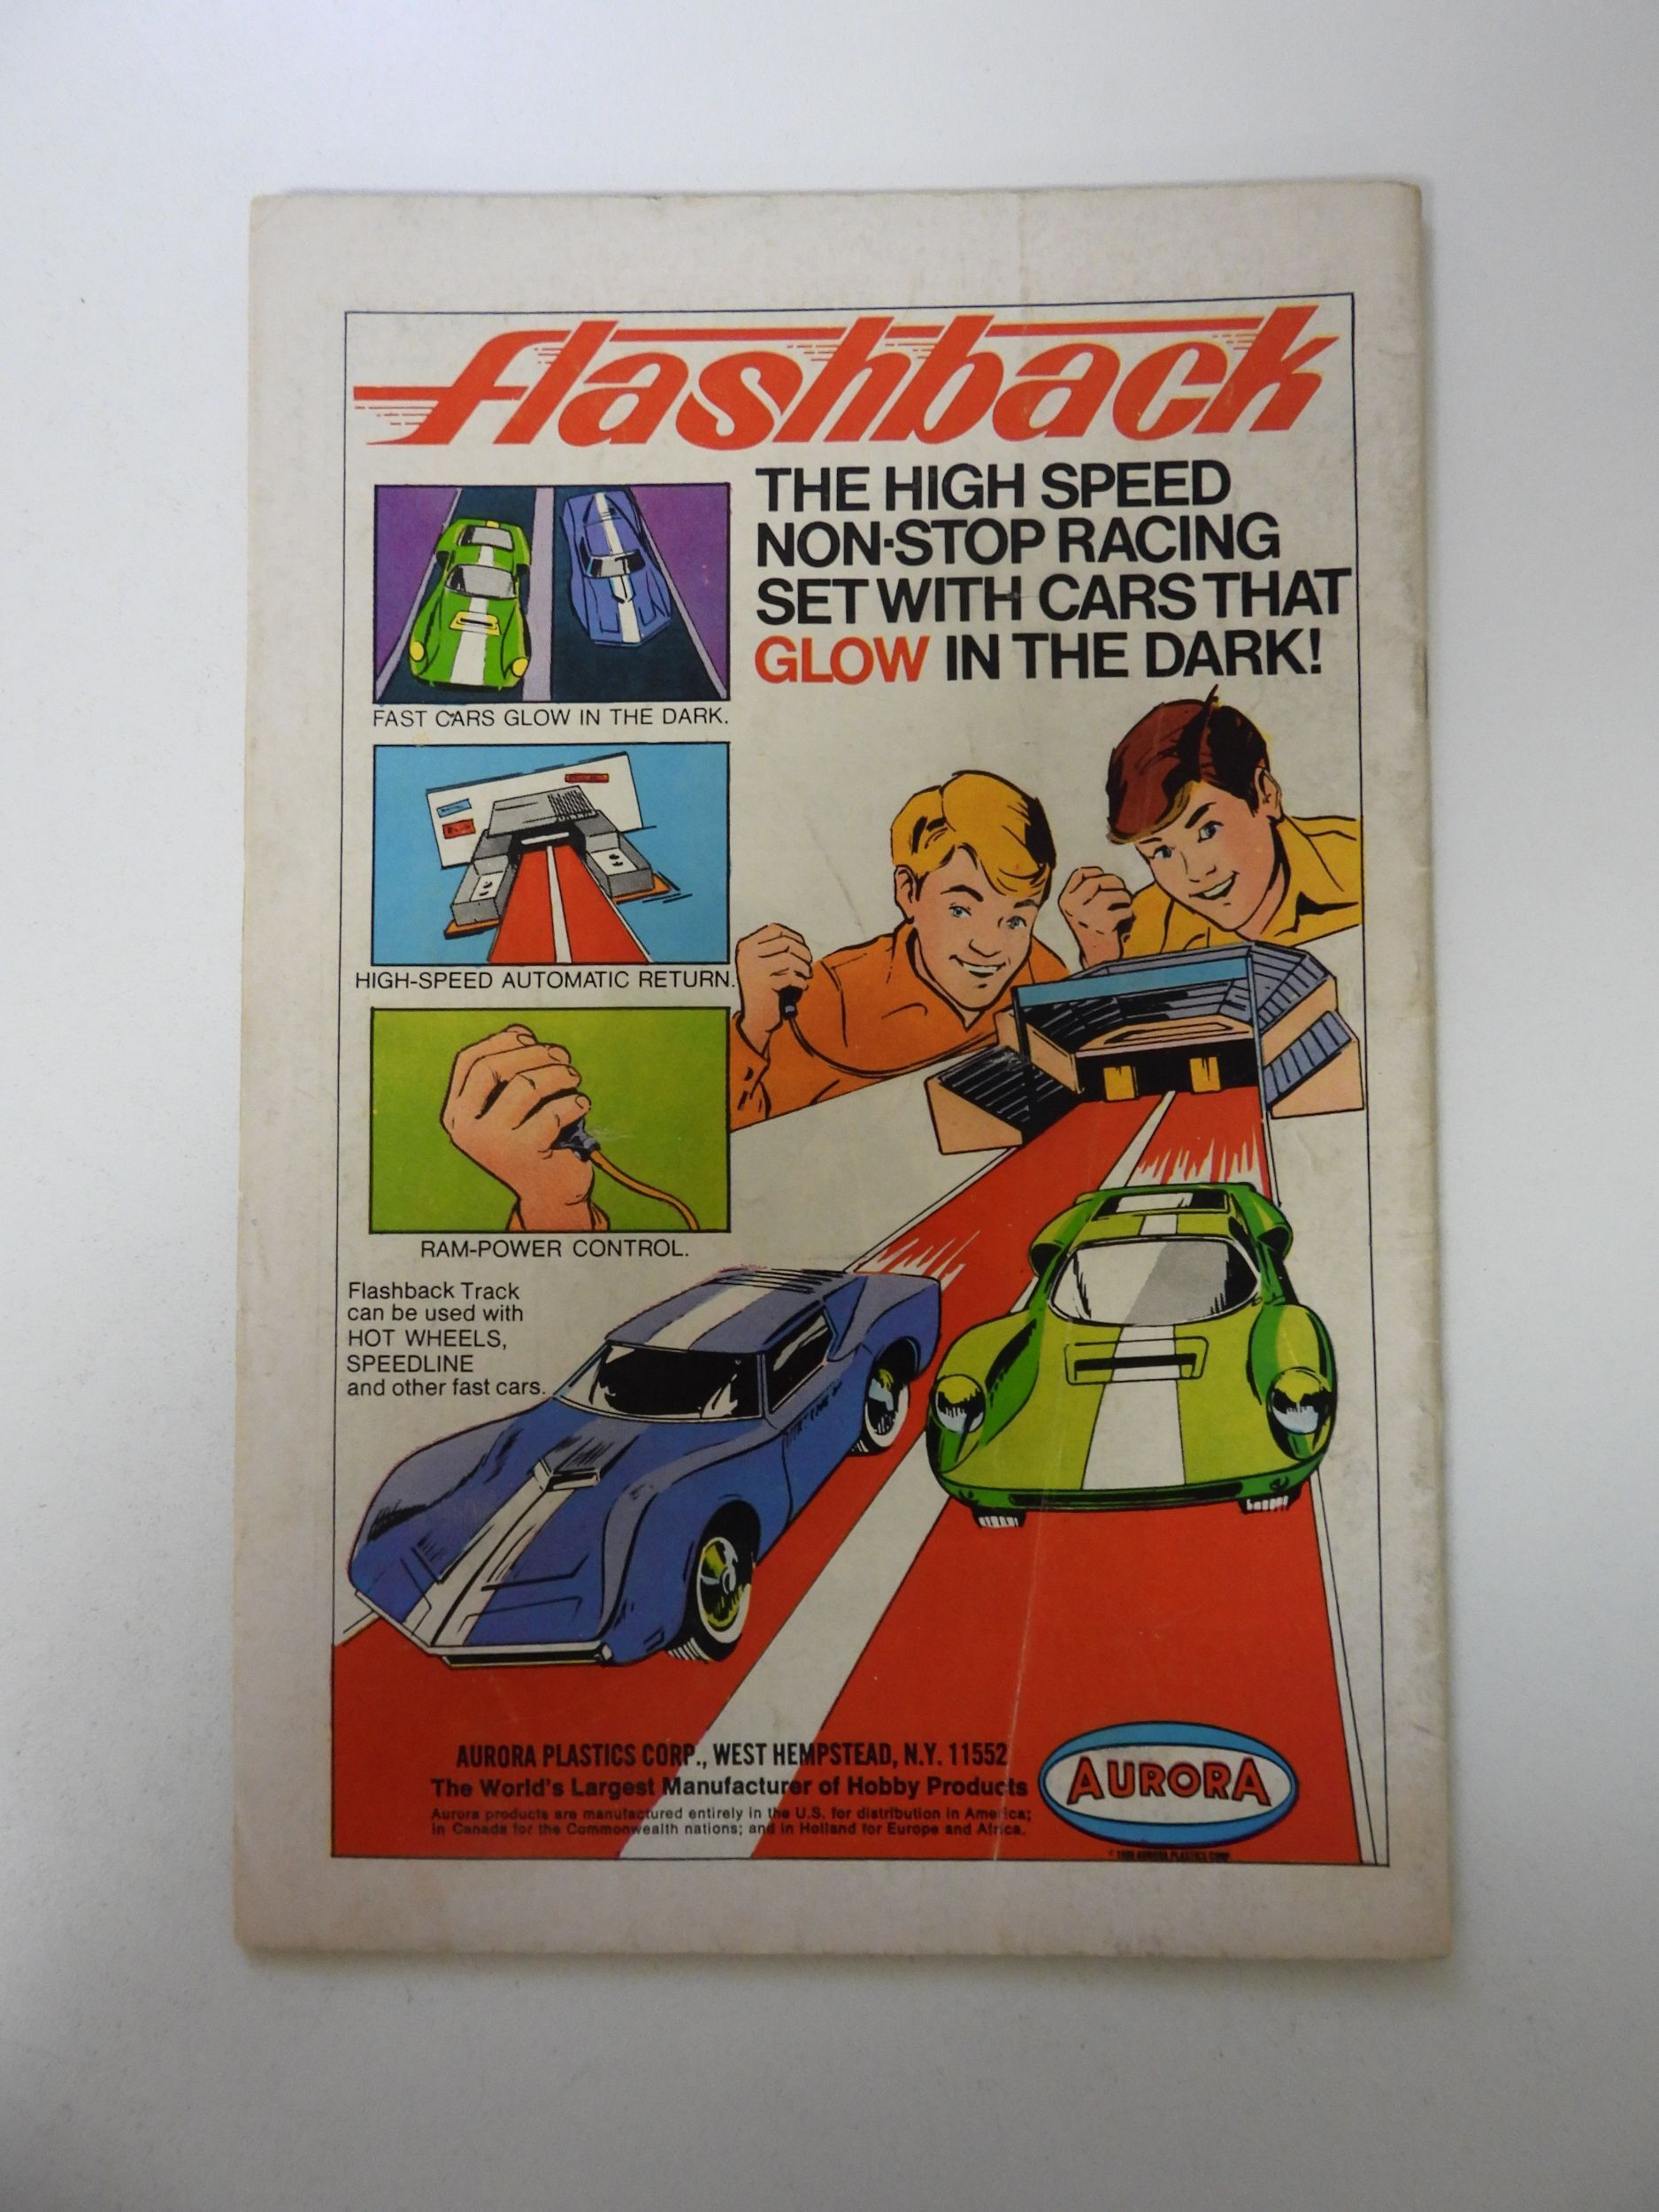 flashback
THE HIGH SPEED
NON-STOP RACING
SET WITH CARS THAT
GLOW IN THE DARK!
FAST CARS GLOW IN THE DARK.
HIGH-SPEED AUTOMATIC RETURN.
RAM-POWER CONTROL.
Flashback Track
can be used with
HOT WHEELS,
SPEEDLINE
and other fast cars.
AURORA PLASTICS CORP., WEST HEMPSTEAD, N.Y. 11552
The World's Largest Manufacturer of Hobby Products
Aurora products are manufactured entirely in the U.S. for distribution in America;
in Canada for the Commonwealth nations; and in Holland for Europe and Africa.
AURORA
AURORA PLASTICS CORP.